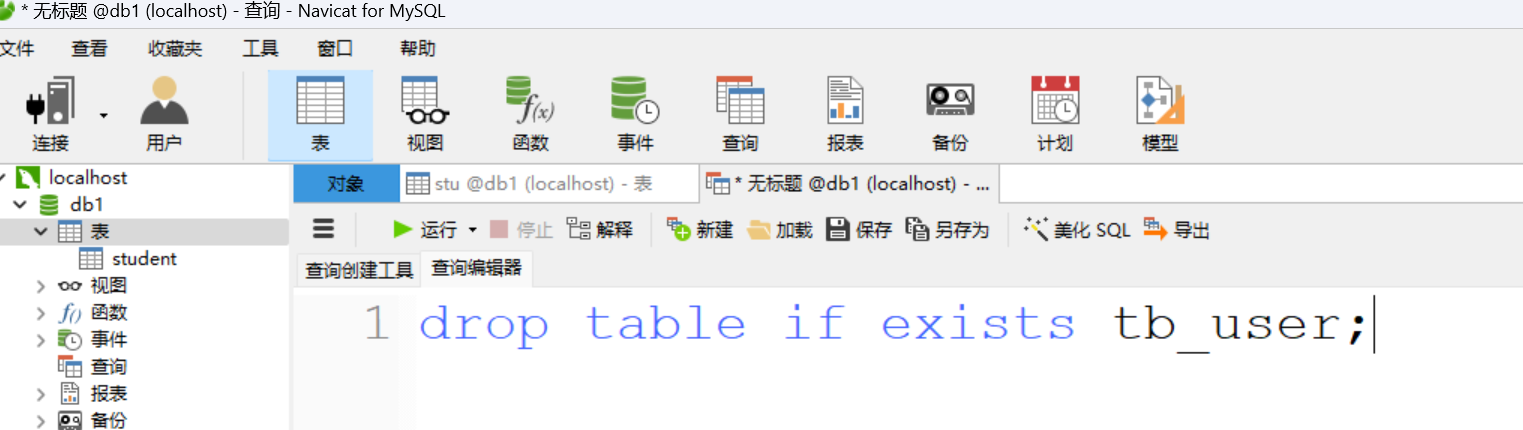 * 无标题 @db1 (localhost) - 查询 - Navicat for MySQL
文件 查看 收藏夹 工具 窗口 帮助
连接 用户 表 视图 f(x) 函数 事件 查询 报表 备份 计划 模型
localhost
db1
表
student
视图
f() 函数
事件
查询
报表
备份
对象 stu @db1 (localhost) - 表 * 无标题 @db1 (localhost) - ...
运行 停止 解释 新建 加载 保存 另存为 美化 SQL 导出
查询创建工具 查询编辑器
1 drop table if exists tb_user;